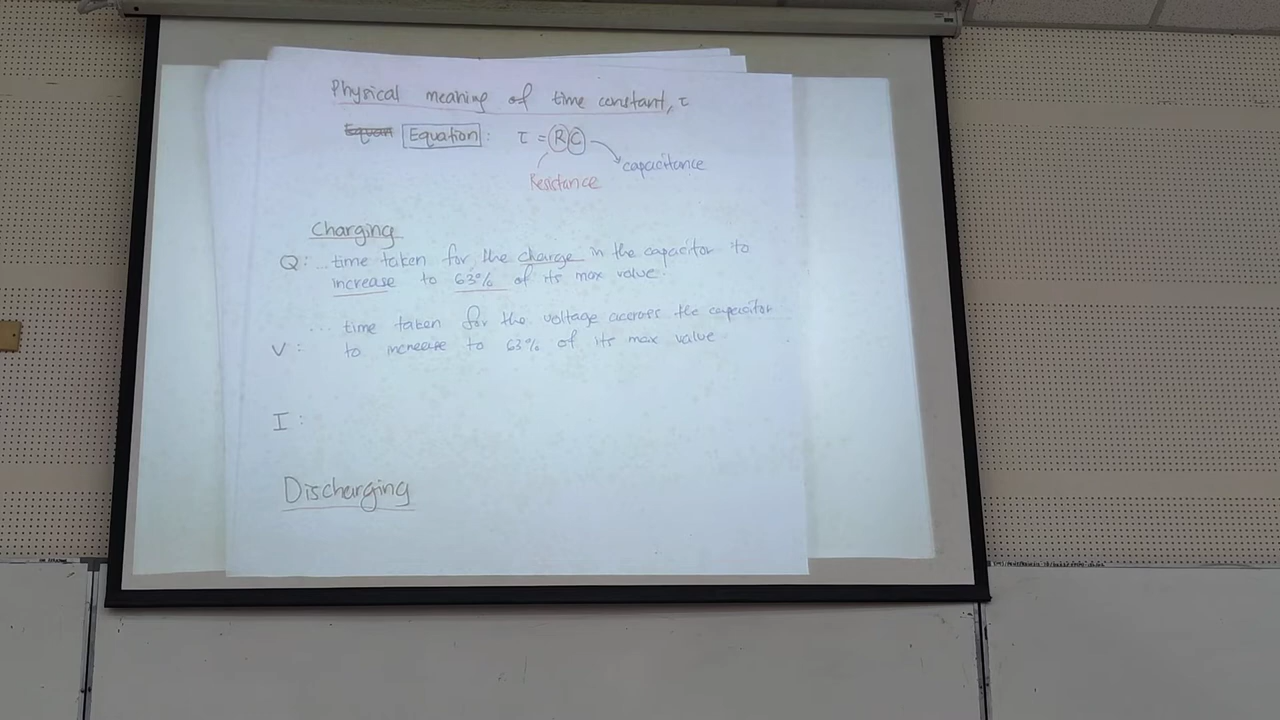 Physical meaning of time constant, τ
Equation : τ = RC
capacitance
Resistance
Charging
Q: ... time taken for the charge in the capacitor to
increase to 63% of its max value.
... time taken for the voltage accross the capacitor
V : to increase to 63% of its max value
I :
Discharging